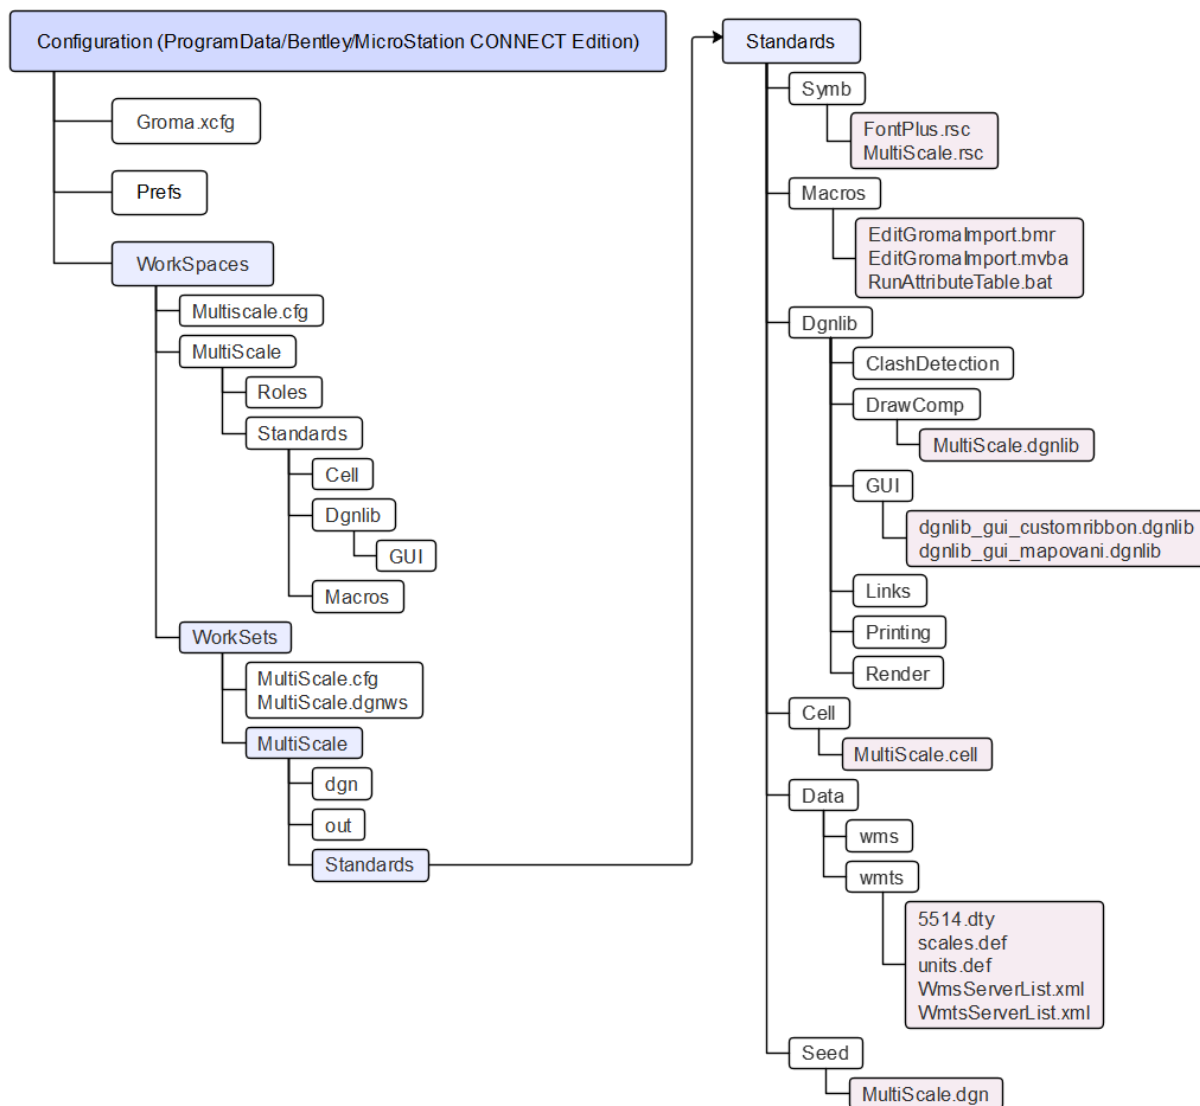 Configuration (ProgramData/Bentley/MicroStation CONNECT Edition)
Groma.xcfg
Prefs
WorkSpaces
Multiscale.cfg
MultiScale
Roles
Standards
Cell
Dgnlib
GUI
Macros
WorkSets
MultiScale.cfg
MultiScale.dgnws
MultiScale
dgn
out
Standards
Standards
Symb
FontPlus.rsc
MultiScale.rsc
Macros
EditGromaImport.bmr
EditGromaImport.mvba
RunAttributeTable.bat
Dgnlib
ClashDetection
DrawComp
MultiScale.dgnlib
GUI
dgnlib_gui_customribbon.dgnlib
dgnlib_gui_mapovani.dgnlib
Links
Printing
Render
Cell
MultiScale.cell
Data
wms
wmts
5514.dty
scales.def
units.def
WmsServerList.xml
WmtsServerList.xml
Seed
MultiScale.dgn